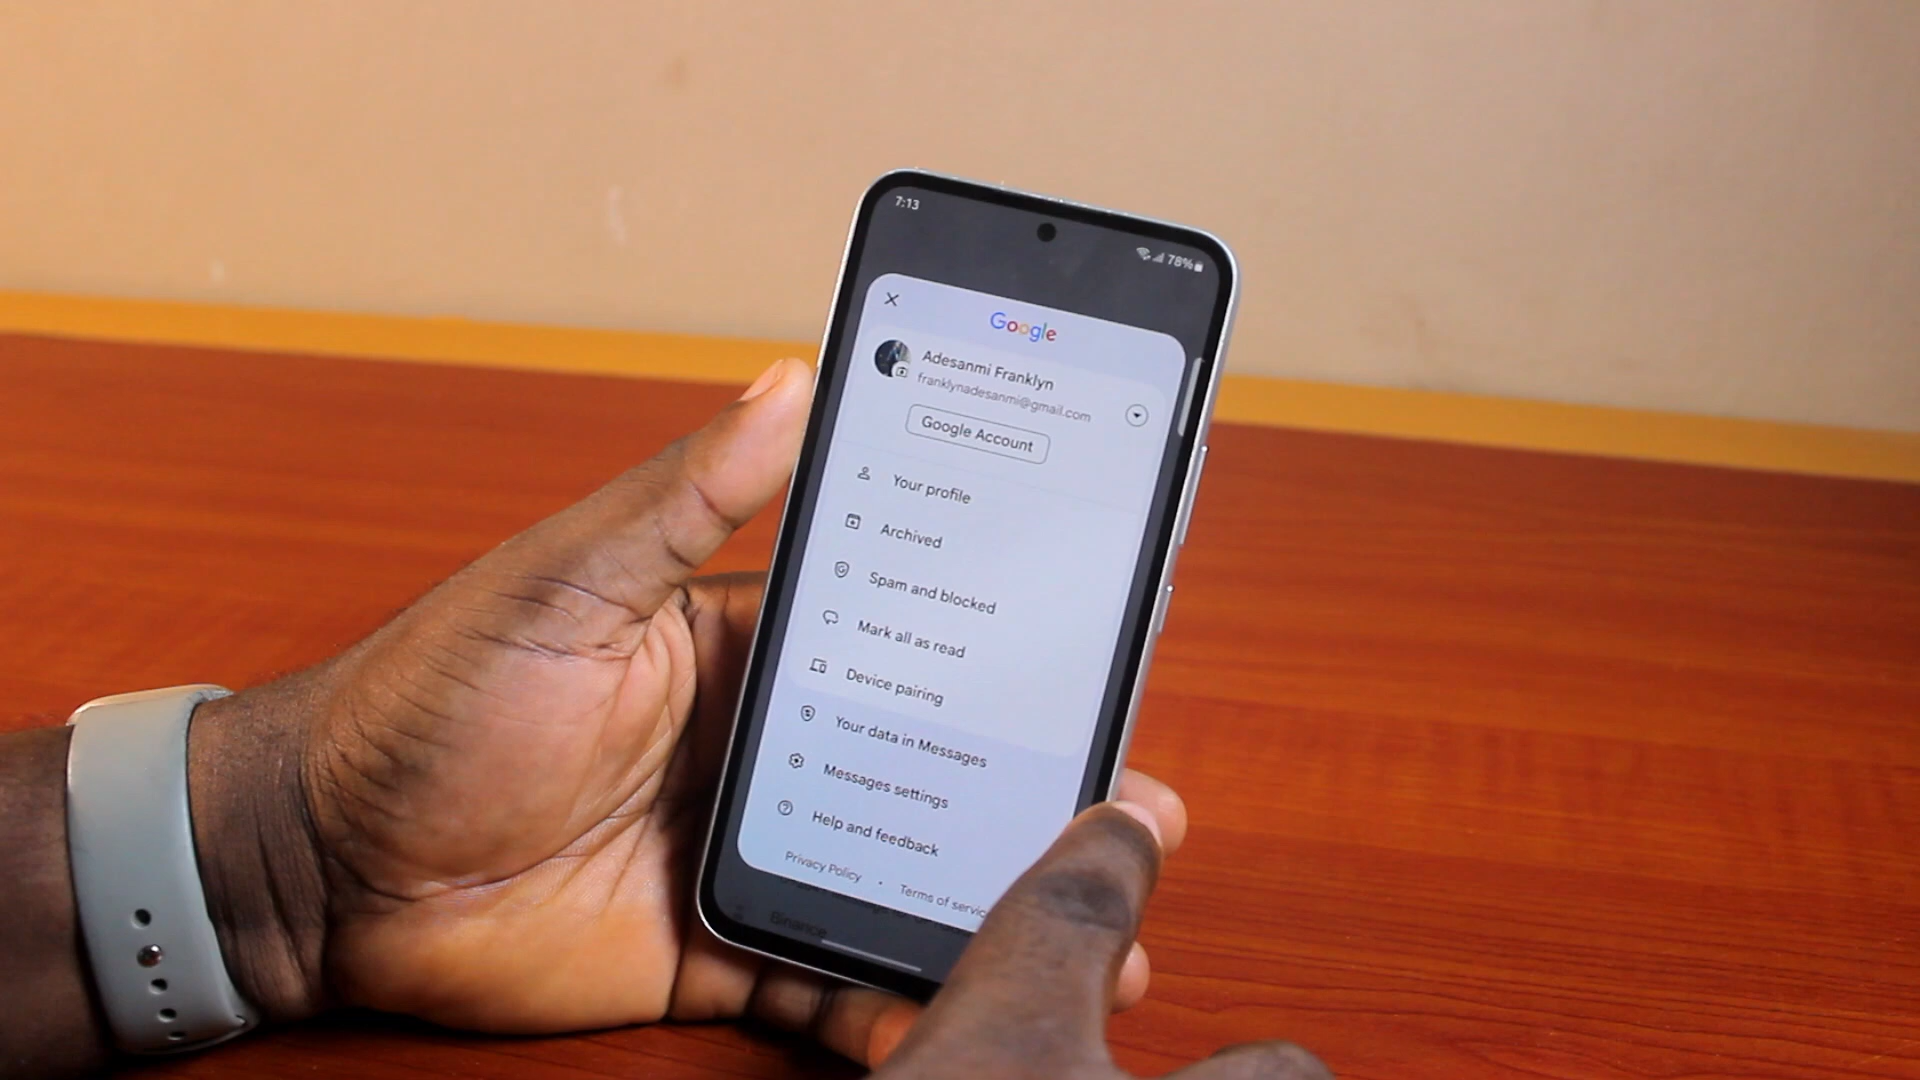 7:13
78%
Google
Adesanmi Franklyn
franklynadesanmi@gmail.com
Google Account
Your profile
Archived
Spam and blocked
Mark all as read
Device pairing
Your data in Messages
Messages settings
Help and feedback
Privacy Policy • Terms of servic
Binance